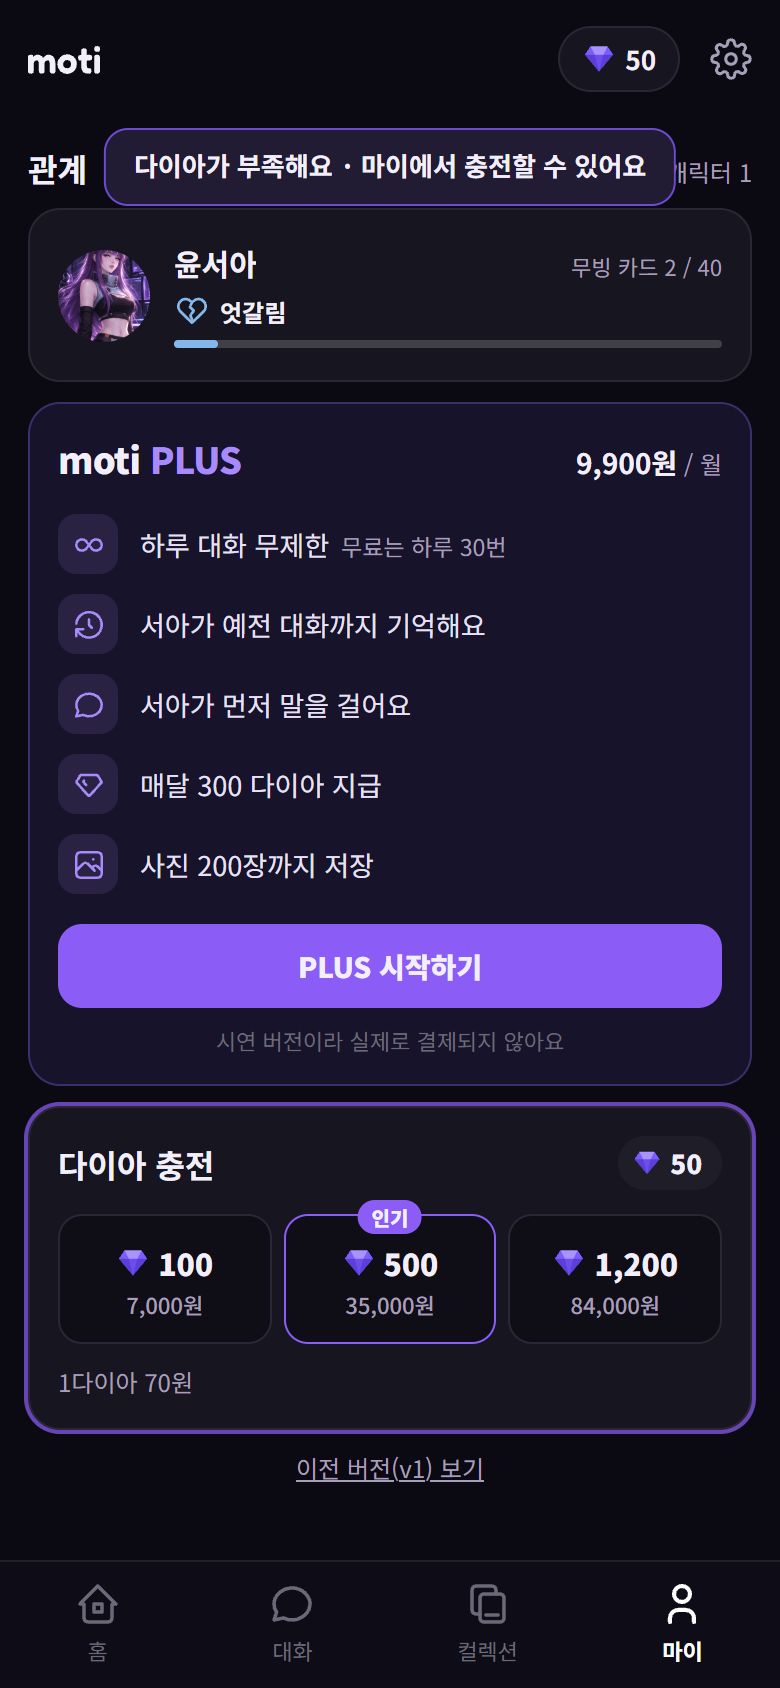 moti
50
관계
다이아가 부족해요 · 마이에서 충전할 수 있어요
릭터 1
윤서아
무빙 카드 2 / 40
엇갈림
moti PLUS
9,900원 / 월
하루 대화 무제한 무료는 하루 30번
서아가 예전 대화까지 기억해요
서아가 먼저 말을 걸어요
매달 300 다이아 지급
사진 200장까지 저장
PLUS 시작하기
시연 버전이라 실제로 결제되지 않아요
다이아 충전
50
인기
100
500
1,200
7,000원
35,000원
84,000원
1다이아 70원
이전 버전(v1) 보기
홈
대화
컬렉션
마이